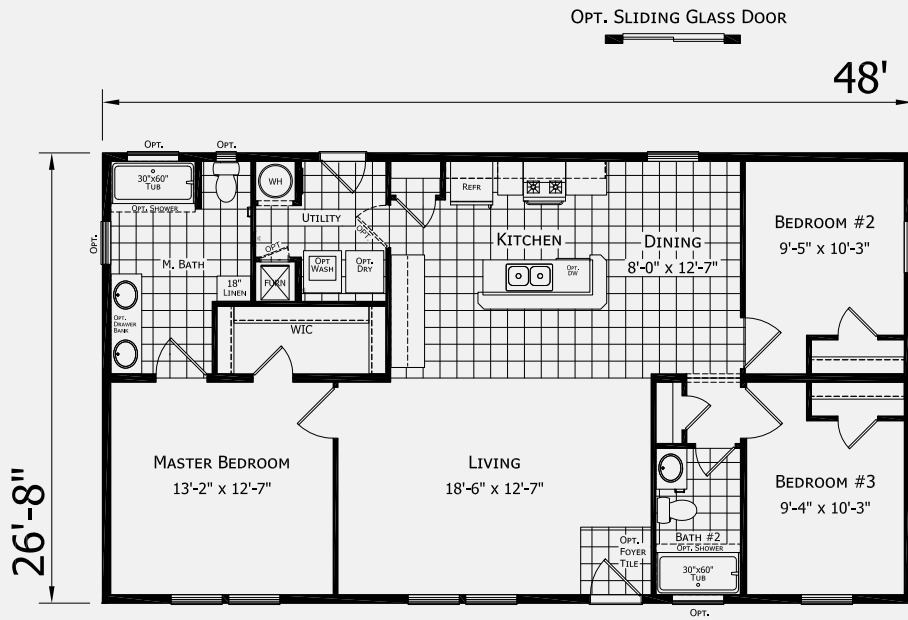 OPT. SLIDING GLASS DOOR
48'
26'-8"
OPT.
OPT.
OPT.
30"x60"
TUB
OPT. SHOWER
M. BATH
18"
LINEN
OPT.
DRAWER
BANK
WH
UTILITY
OPT
OPT
FURN
OPT
WASH
OPT.
DRY
WIC
REFR
KITCHEN
OPT.
DW
DINING
8'-0" x 12'-7"
BEDROOM #2
9'-5" x 10'-3"
MASTER BEDROOM
13'-2" x 12'-7"
LIVING
18'-6" x 12'-7"
OPT.
FOYER
TILE
BATH #2
OPT. SHOWER
30"x60"
TUB
OPT.
BEDROOM #3
9'-4" x 10'-3"